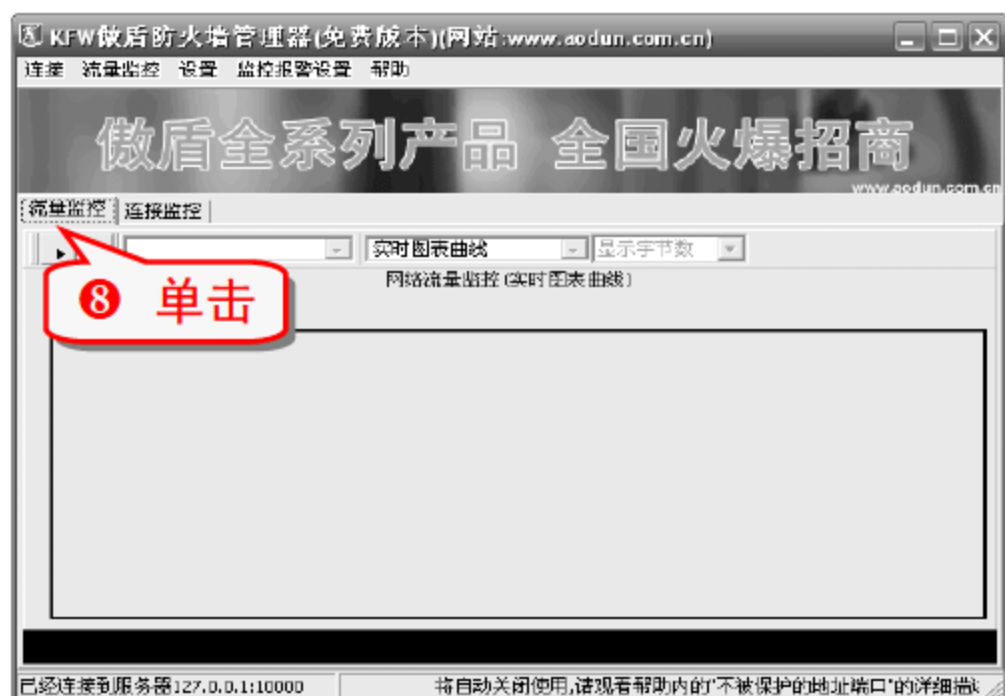 KFW傲盾防火墙管理器(免费版本)(网站:www.aodun.com.cn)
连接 流量监控 设置 监控报警设置 帮助
傲盾全系列产品 全国火爆招商
www.aodun.com.cn
流量监控 连接监控
实时图表曲线 显示字节数
网络流量监控(实时图表曲线)
❽ 单击
已经连接到服务器127.0.0.1:10000 将自动关闭使用,请观看帮助内的"不被保护的地址端口"的详细描